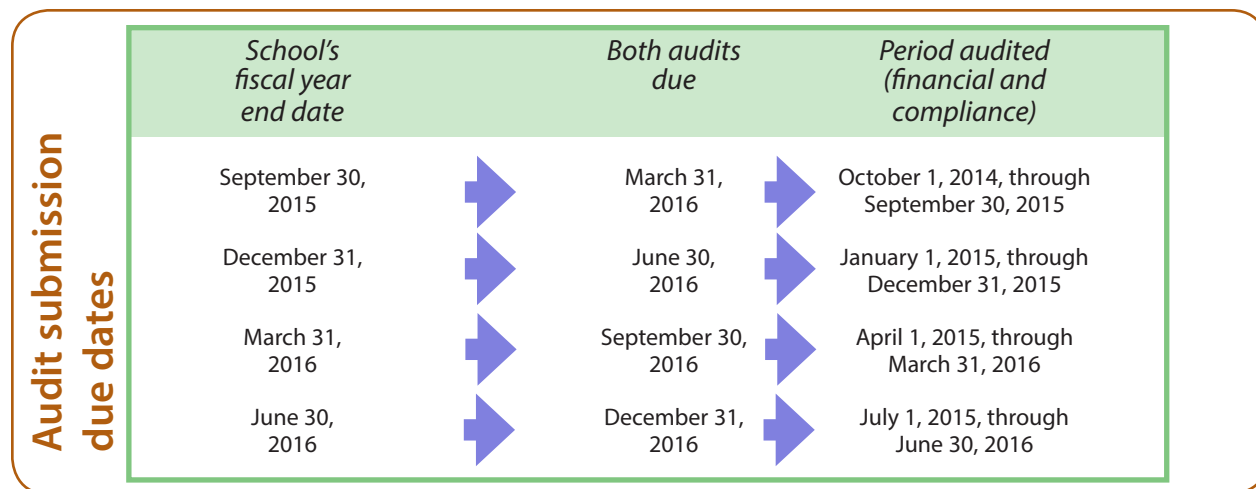 Audit submission
due dates
School's
fiscal year
end date
Both audits
due
Period audited
(financial and
compliance)
September 30,
2015
March 31,
2016
October 1, 2014, through
September 30, 2015
December 31,
2015
June 30,
2016
January 1, 2015, through
December 31, 2015
March 31,
2016
September 30,
2016
April 1, 2015, through
March 31, 2016
June 30,
2016
December 31,
2016
July 1, 2015, through
June 30, 2016